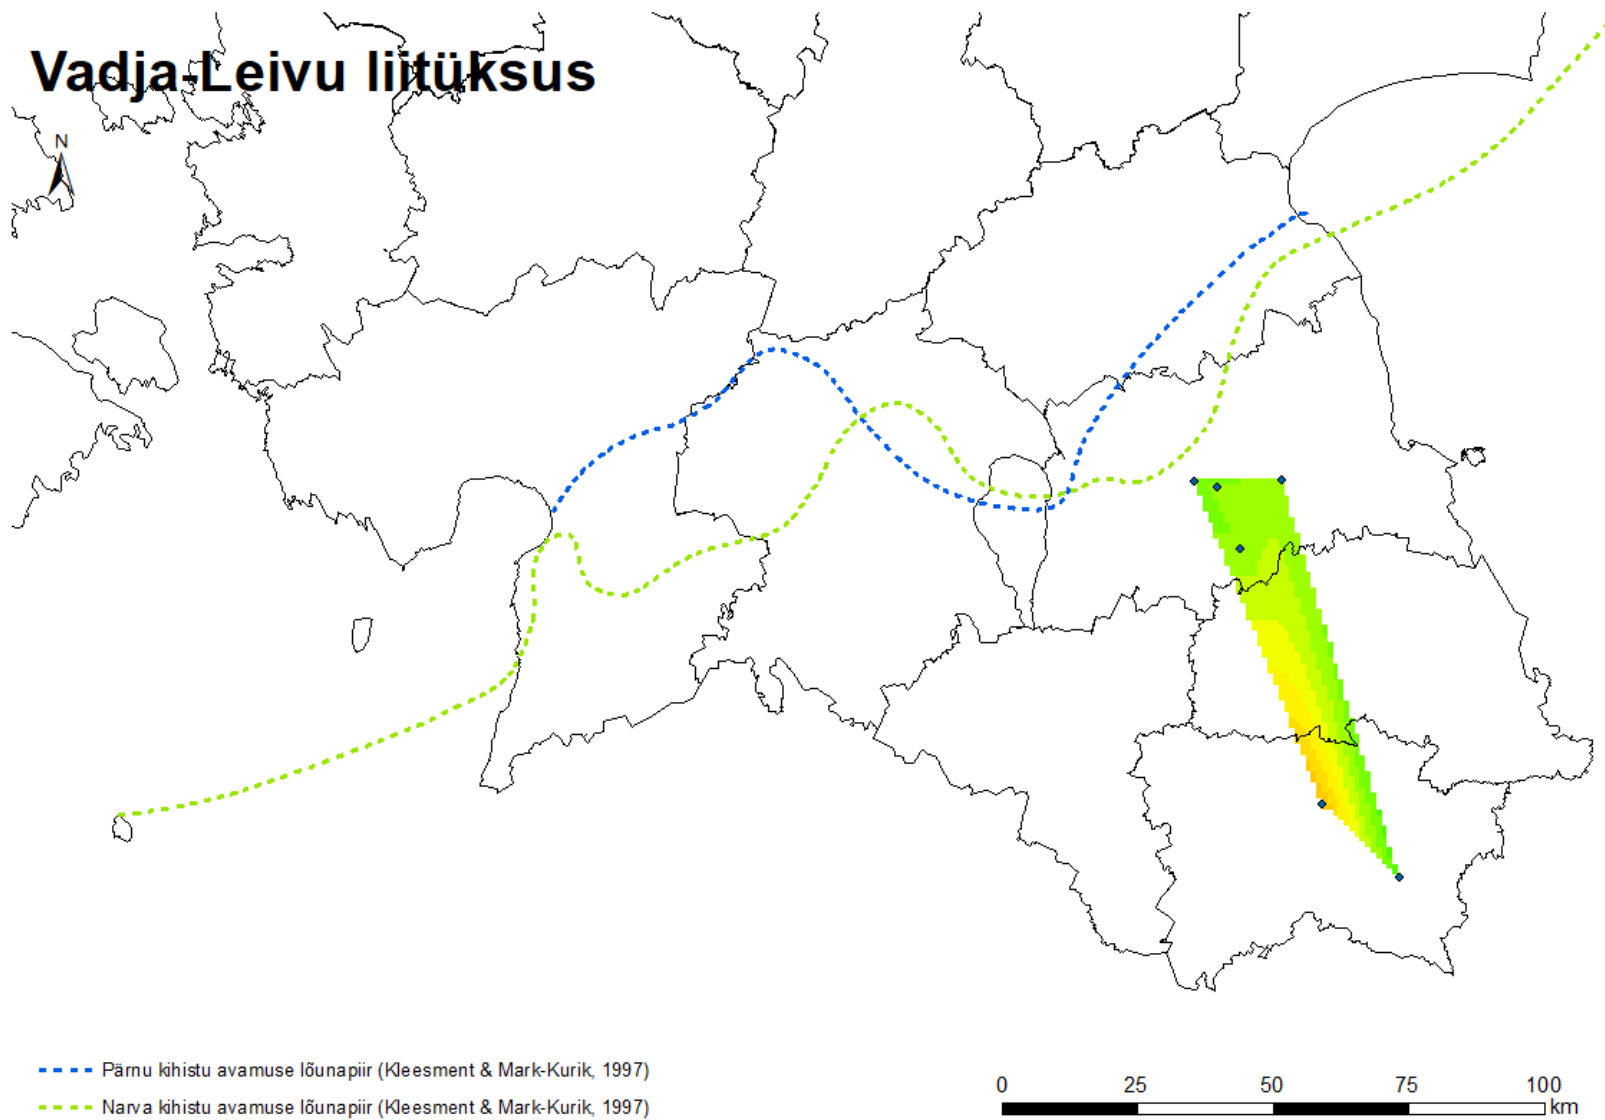 Vadja-Leivu liitüksus
N
Pärnu kihistu avamuse lõunapiir (Kleesment & Mark-Kurik, 1997)
Narva kihistu avamuse lõunapiir (Kleesment & Mark-Kurik, 1997)
0 25 50 75 100
km